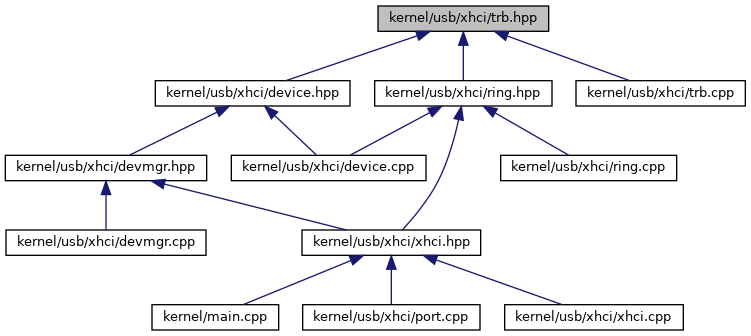 kernel/usb/xhci/trb.hpp
kernel/usb/xhci/device.hpp
kernel/usb/xhci/ring.hpp
kernel/usb/xhci/trb.cpp
kernel/usb/xhci/devmgr.hpp
kernel/usb/xhci/device.cpp
kernel/usb/xhci/ring.cpp
kernel/usb/xhci/devmgr.cpp
kernel/usb/xhci/xhci.hpp
kernel/main.cpp
kernel/usb/xhci/port.cpp
kernel/usb/xhci/xhci.cpp